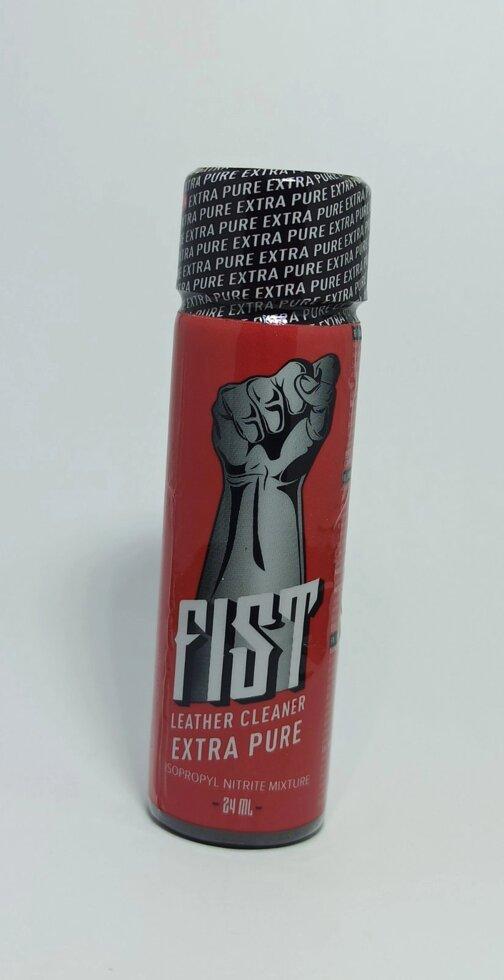 TRA PURE EXTRA
EXTRA PURE EXTRA PURE
PURE EXTRA PURE EXTRA
EXTRA PURE EXTRA PURE
PURE EXTRA PURE EXTRA
EXTRA PURE EXTRA PURE
PURE EXTRA PURE EXTRA
EXTRA PURE EXTRA PURE
FIST
LEATHER CLEANER
EXTRA PURE
ISOPROPYL NITRITE MIXTURE
- 24 ML -